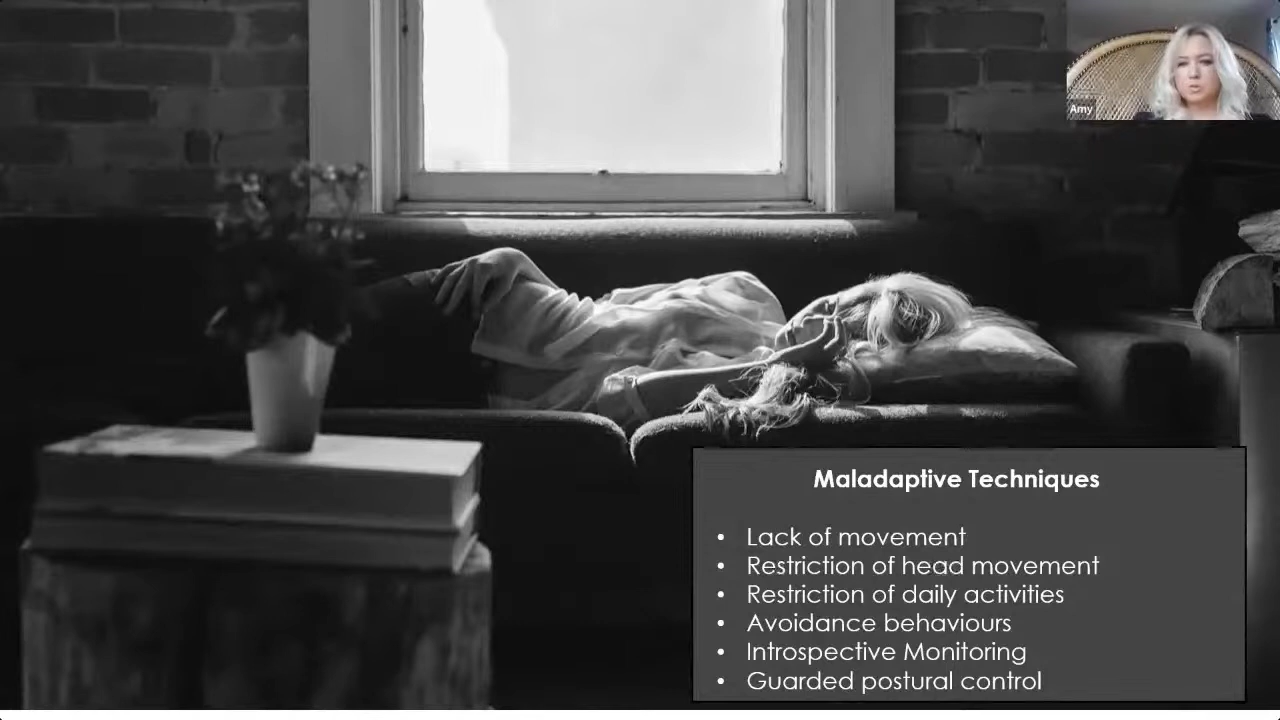 Amy
Maladaptive Techniques
• Lack of movement
• Restriction of head movement
• Restriction of daily activities
• Avoidance behaviours
• Introspective Monitoring
• Guarded postural control